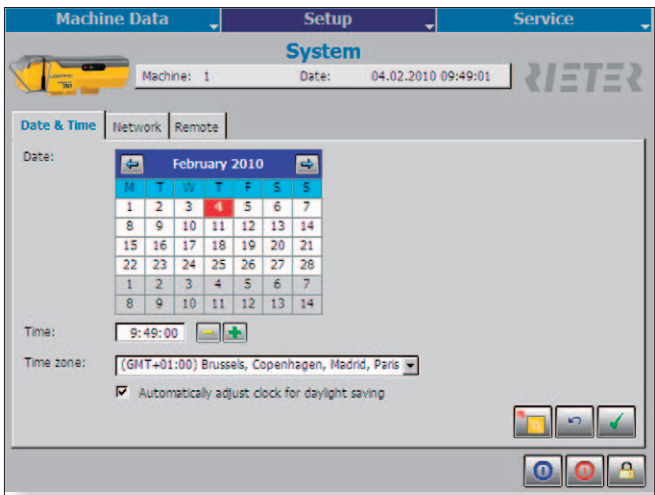 Machine Data Setup Service
System
Machine: 1 Date: 04.02.2010 09:49:01
RIETER
Date & Time Network Remote
Date:
February 2010
M T W T F S S
1 2 3 4 5 6 7
8 9 10 11 12 13 14
15 16 17 18 19 20 21
22 23 24 25 26 27 28
1 2 3 4 5 6 7
8 9 10 11 12 13 14
Time: 9:49:00
Time zone: (GMT+01:00) Brussels, Copenhagen, Madrid, Paris
Automatically adjust clock for daylight saving